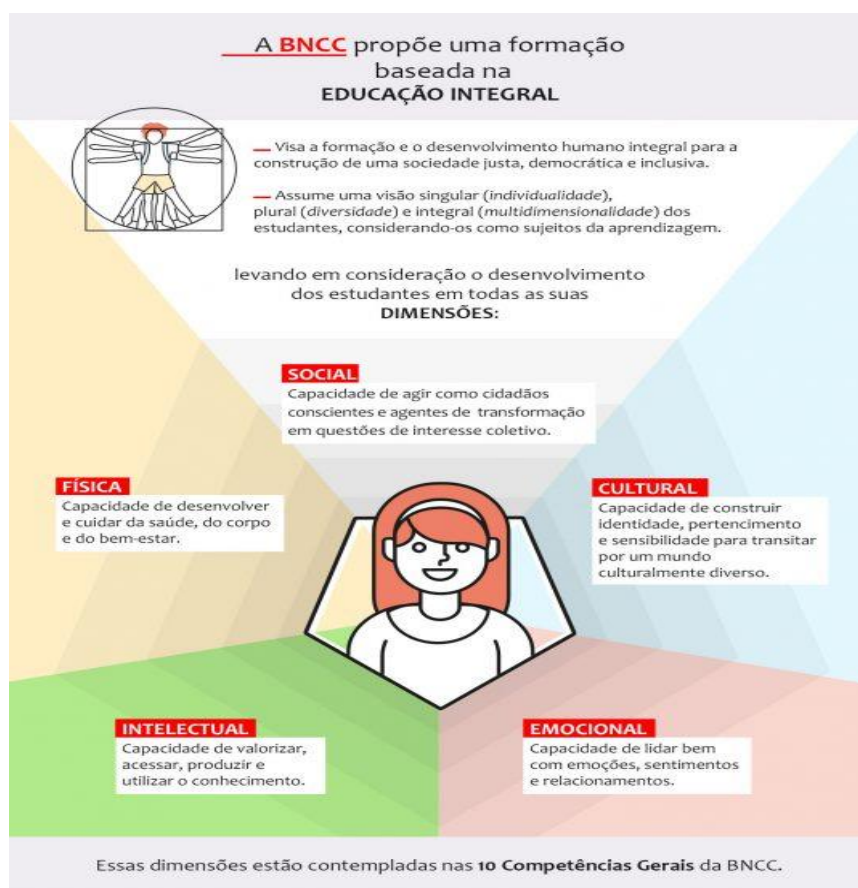 A BNCC propõe uma formação
baseada na
EDUCAÇÃO INTEGRAL
— Visa a formação e o desenvolvimento humano integral para a
construção de uma sociedade justa, democrática e inclusiva.
— Assume uma visão singular (individualidade),
plural (diversidade) e integral (multidimensionalidade) dos
estudantes, considerando-os como sujeitos da aprendizagem.
levando em consideração o desenvolvimento
dos estudantes em todas as suas
DIMENSÕES:
SOCIAL
Capacidade de agir como cidadãos
conscientes e agentes de transformação
em questões de interesse coletivo.
FÍSICA
Capacidade de desenvolver
e cuidar da saúde, do corpo
e do bem-estar.
CULTURAL
Capacidade de construir
identidade, pertencimento
e sensibilidade para transitar
por um mundo
culturalmente diverso.
INTELECTUAL
Capacidade de valorizar,
acessar, produzir e
utilizar o conhecimento.
EMOCIONAL
Capacidade de lidar bem
com emoções, sentimentos
e relacionamentos.
Essas dimensões estão contempladas nas 10 Competências Gerais da BNCC.